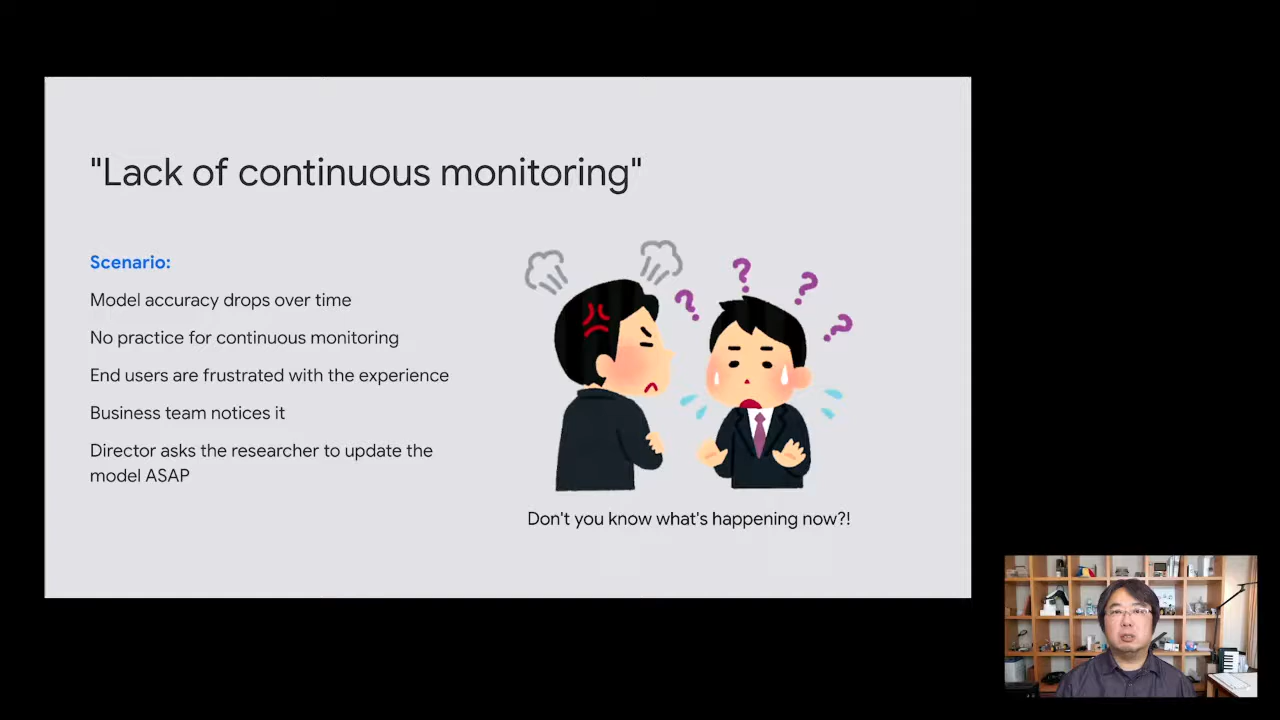 "Lack of continuous monitoring"
Scenario:
Model accuracy drops over time
No practice for continuous monitoring
End users are frustrated with the experience
Business team notices it
Director asks the researcher to update the
model ASAP
? ? ? ?
Don't you know what's happening now?!